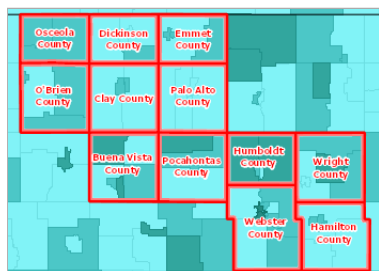 Osceola
County
Dickinson
County
Emmet
County
O'Brien
County
Clay County
Palo Alto
County
Buena Vista
County
Pocahontas
County
Humboldt
County
Wright
County
Webster
County
Hamilton
County